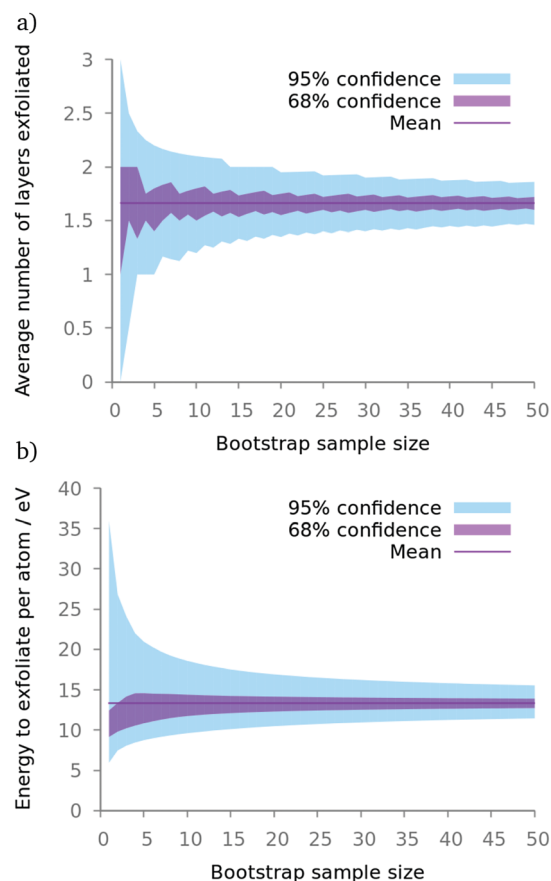 a)
Average number of layers exfoliated
3
2.5
2
1.5
1
0.5
0
95% confidence
68% confidence
Mean
0 5 10 15 20 25 30 35 40 45 50
Bootstrap sample size
b)
Energy to exfoliate per atom / eV
40
35
30
25
20
15
10
5
0
95% confidence
68% confidence
Mean
0 5 10 15 20 25 30 35 40 45 50
Bootstrap sample size